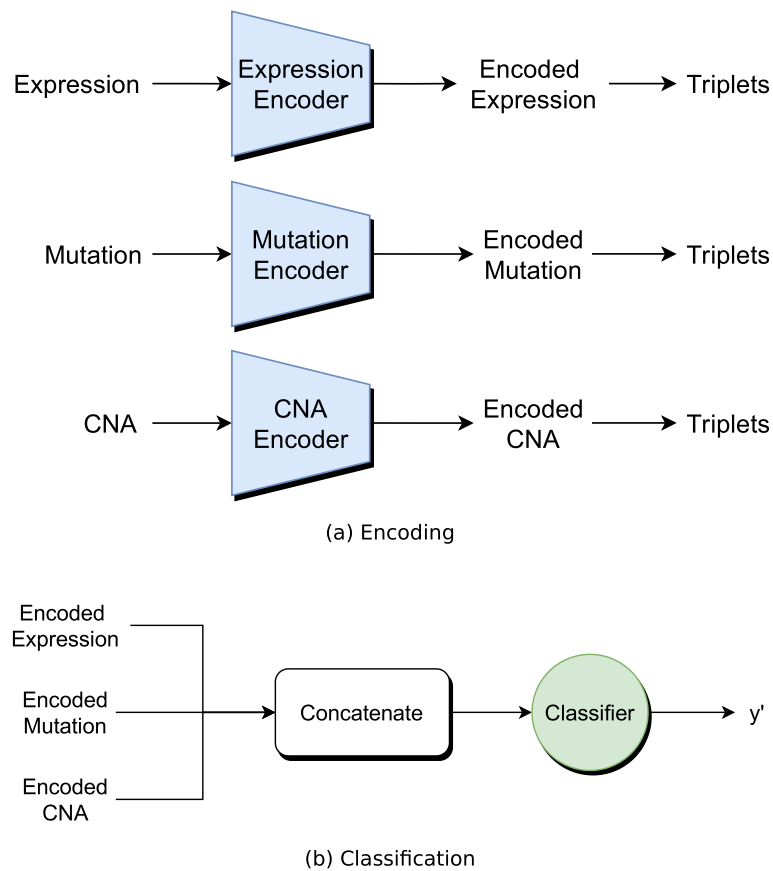 Expression
Expression
Encoder
Encoded
Expression
Triplets
Mutation
Mutation
Encoder
Encoded
Mutation
Triplets
CNA
CNA
Encoder
Encoded
CNA
Triplets
(a) Encoding
Encoded
Expression
Encoded
Mutation
Encoded
CNA
Concatenate
Classifier
y'
(b) Classification